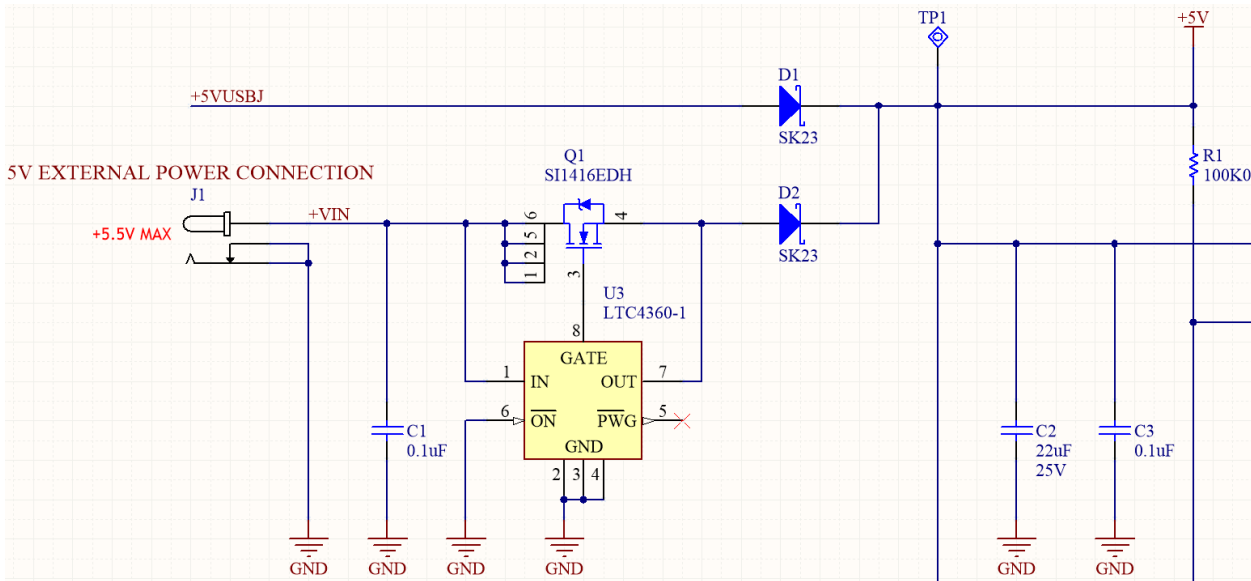 TP1
+5V
D1
+5VUSBJ
SK23
R1
100K0
Q1
SI1416EDH
5V EXTERNAL POWER CONNECTION
J1
D2
+VIN
6
4
+5.5V MAX
5
SK23
2
1
3
U3
LTC4360-1
8
GATE
1
IN
OUT
7
6
ON
PWG
5
C1
0.1uF
GND
2
3
4
C2
22uF
25V
C3
0.1uF
GND
GND
GND
GND
GND
GND